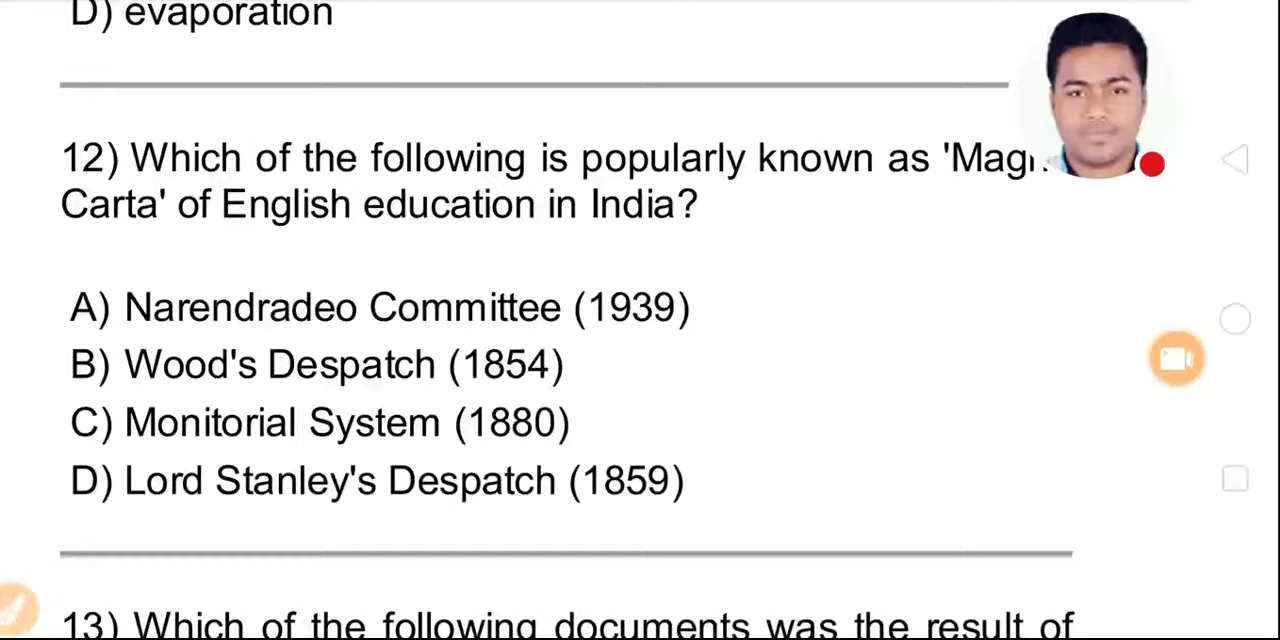 D) evaporation
12) Which of the following is popularly known as
Carta' of English education in India?
A) Narendradeo Committee (1939)
B) Wood's Despatch (1854)
C) Monitorial System (1880)
D) Lord Stanley's Despatch (1859)
13) Which of the following documents was the result of